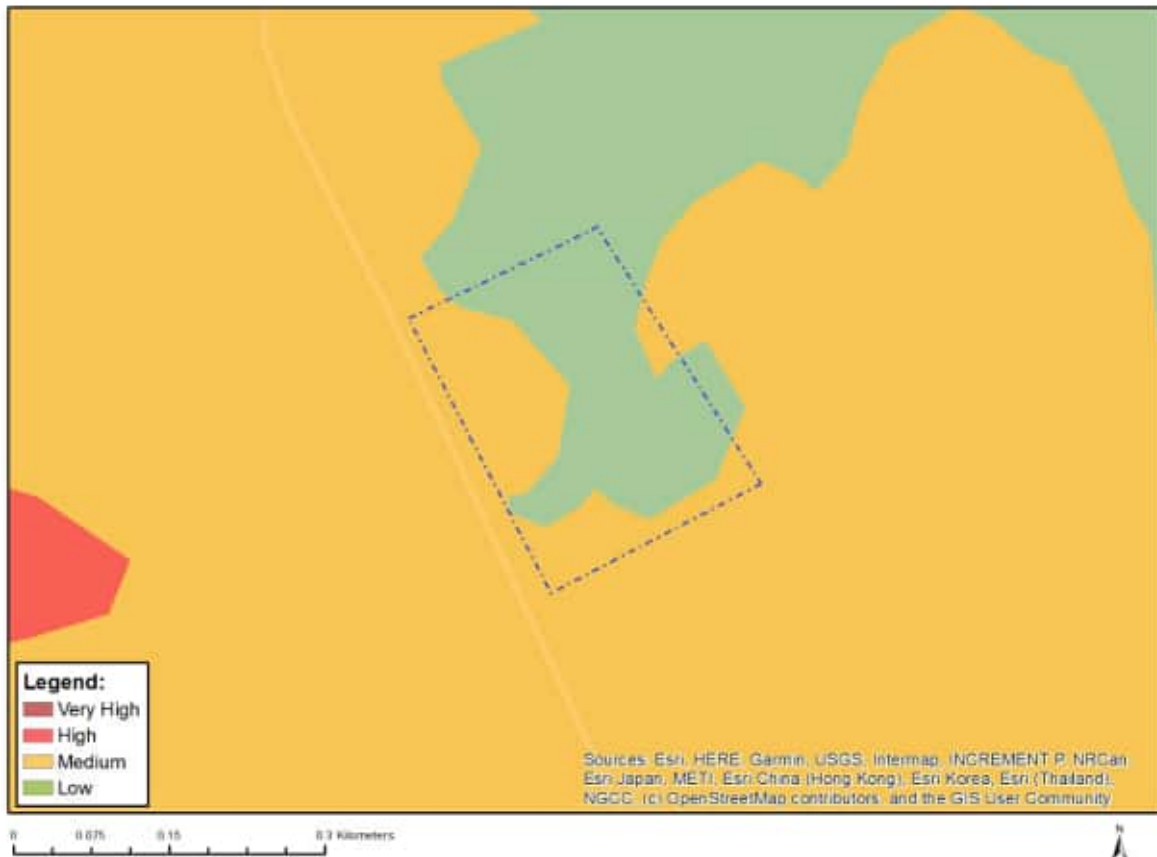 Legend:
Very High
High
Medium
Low
Sources: Esri, HERE, Garmin, USGS, Intermap, INCREMENT P, NRCan,
Esri Japan, METI, Esri China (Hong Kong), Esri Korea, Esri (Thailand),
NGCC, (c) OpenStreetMap contributors, and the GIS User Community
0 0.075 0.15 0.3 Kilometers
N